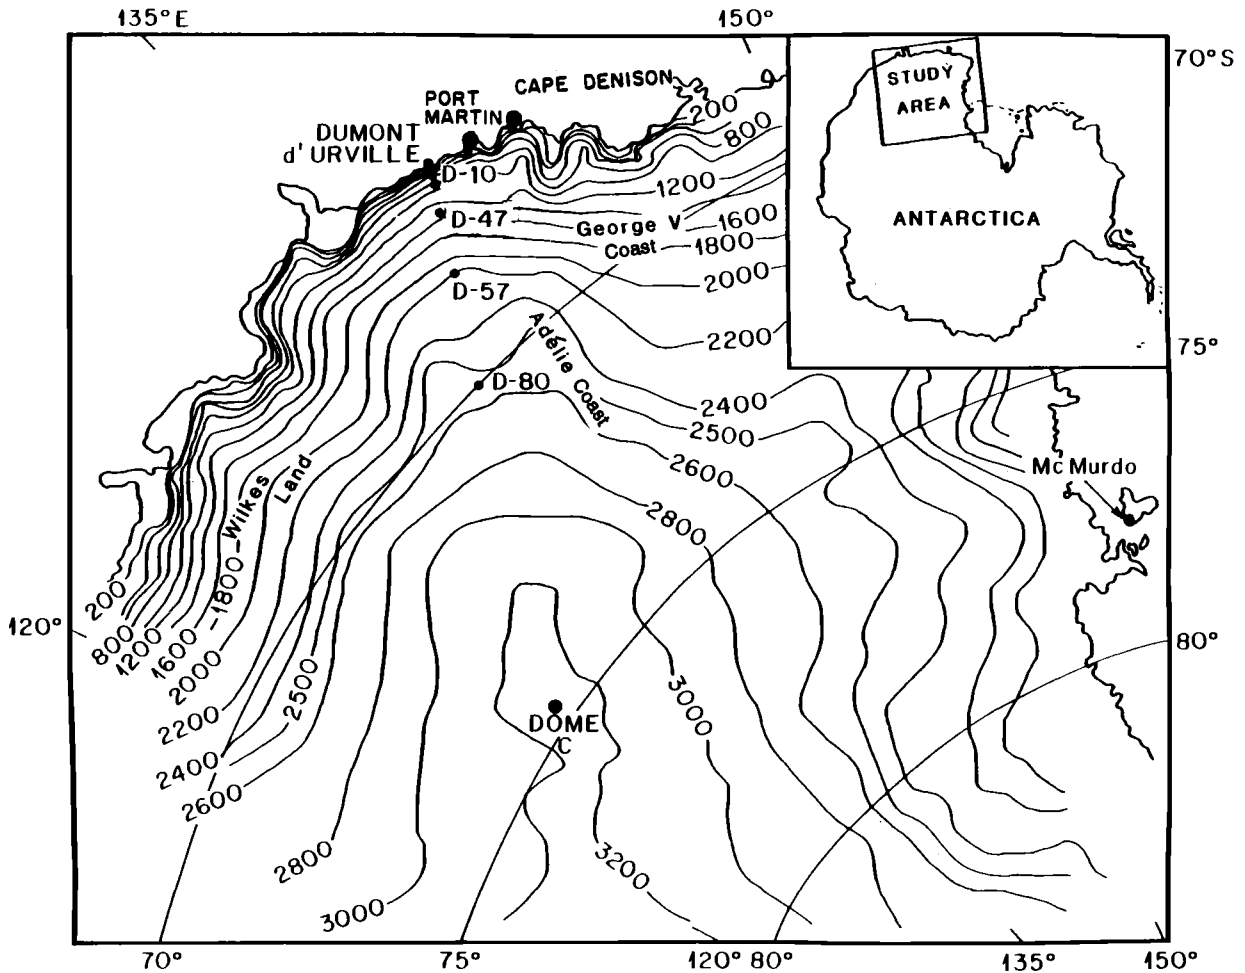 135°E
150°
70°S
CAPE DENISON
PORT
MARTIN
DUMONT
d'URVILLE
D-10
200
800
1200
D-47
George V
Coast
1600
1800
2000
D-57
2200
Adélie Coast
D-80
2400
2500
2600
2800
STUDY
AREA
ANTARCTICA
75°
Mc Murdo
Wilkes
Land
200
800
1200
1600
1800
2000
2200
2400
2500
2600
2800
3000
120°
80°
DOME
C
3000
3200
70°
75°
120°
80°
135°
150°